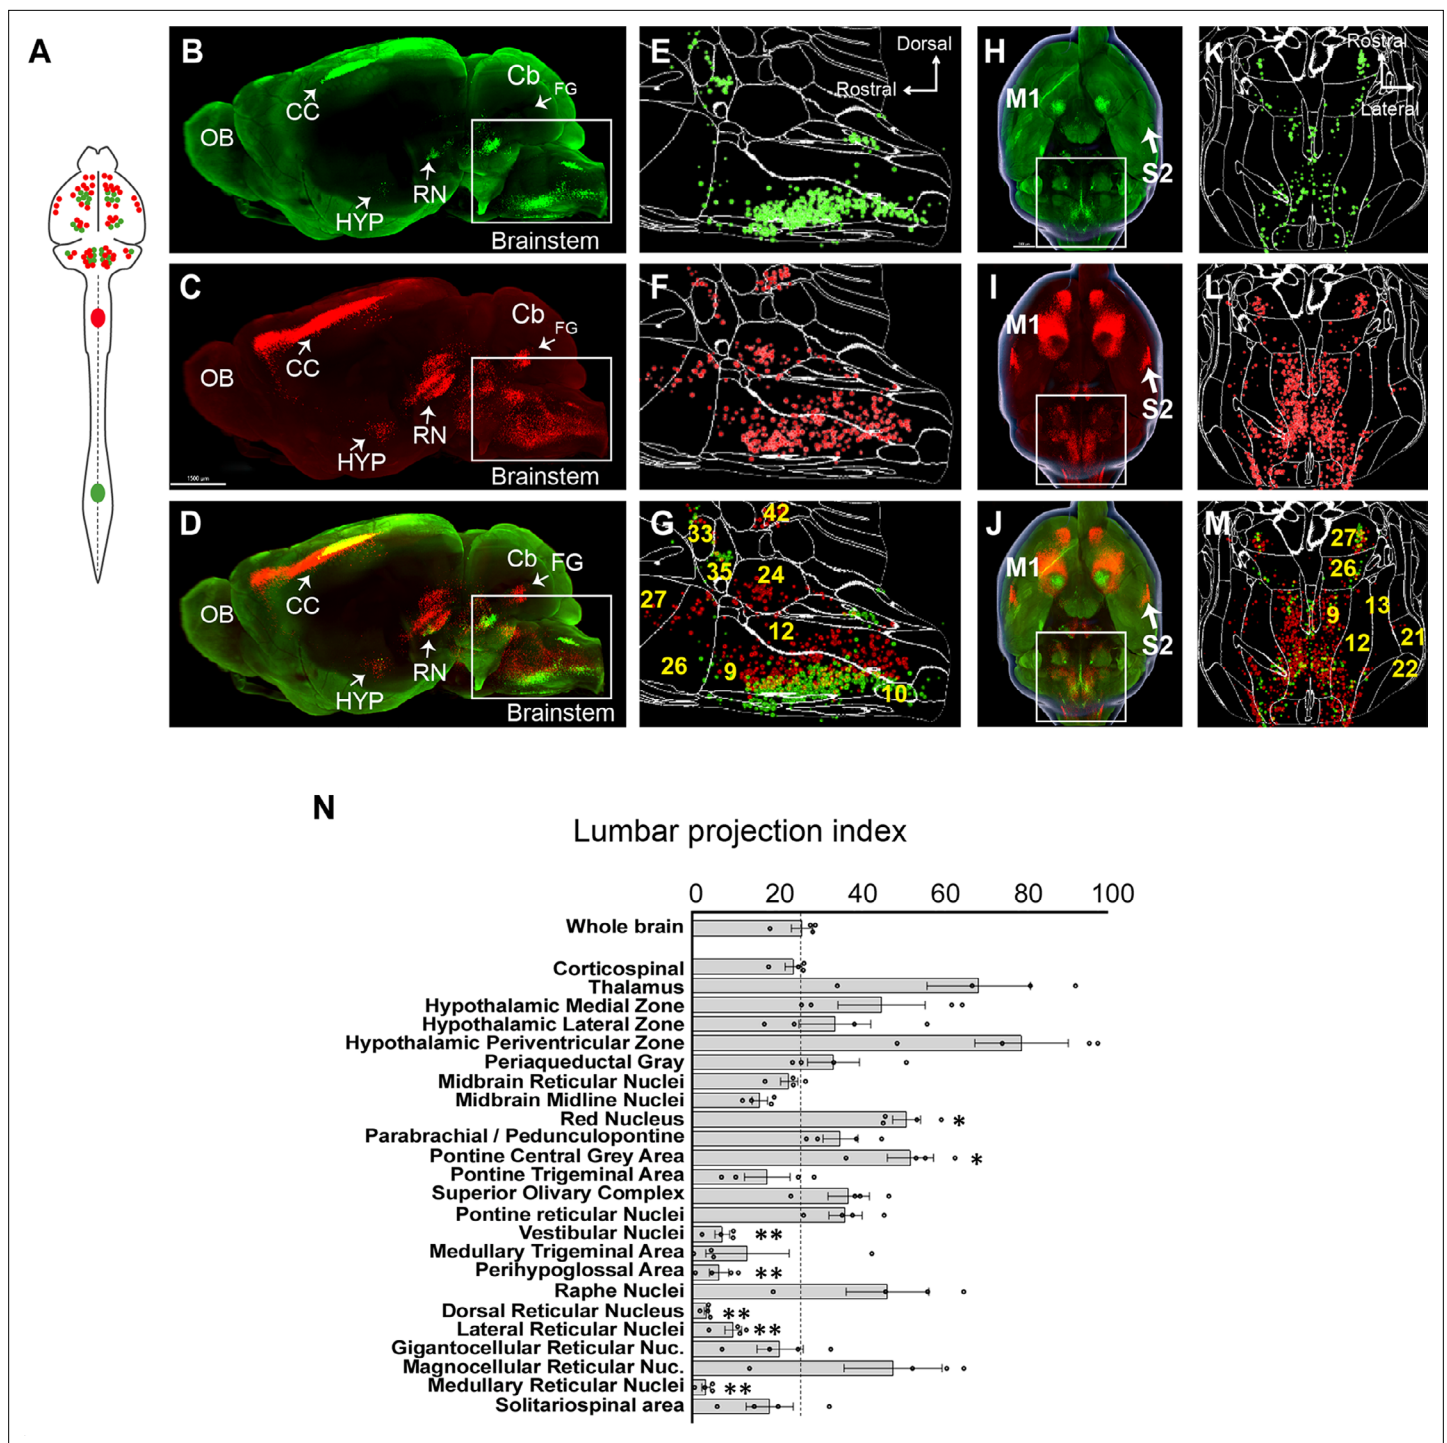 A
B
CC
OB
Cb
FG
RN
HYP
Brainstem
E
Dorsal
Rostral
H
M1
S2
K
Rostral
Lateral
C
OB
CC
Cb
FG
RN
HYP
Brainstem
1500 µm
F
I
M1
S2
L
D
OB
CC
Cb
FG
RN
HYP
Brainstem
G
33
42
35
24
27
12
26
9
10
J
M1
S2
M
27
26
9
13
12
21
22
N
Lumbar projection index
0 20 40 60 80 100
Whole brain
Corticospinal
Thalamus
Hypothalamic Medial Zone
Hypothalamic Lateral Zone
Hypothalamic Periventricular Zone
Periaqueductal Gray
Midbrain Reticular Nuclei
Midbrain Midline Nuclei
Red Nucleus *
Parabrachial / Pedunculopontine
Pontine Central Grey Area *
Pontine Trigeminal Area
Superior Olivary Complex
Pontine reticular Nuclei
Vestibular Nuclei **
Medullary Trigeminal Area
Perihypoglossal Area **
Raphe Nuclei
Dorsal Reticular Nucleus **
Lateral Reticular Nuclei **
Gigantocellular Reticular Nuc.
Magnocellular Reticular Nuc.
Medullary Reticular Nuclei **
Solitariospinal area